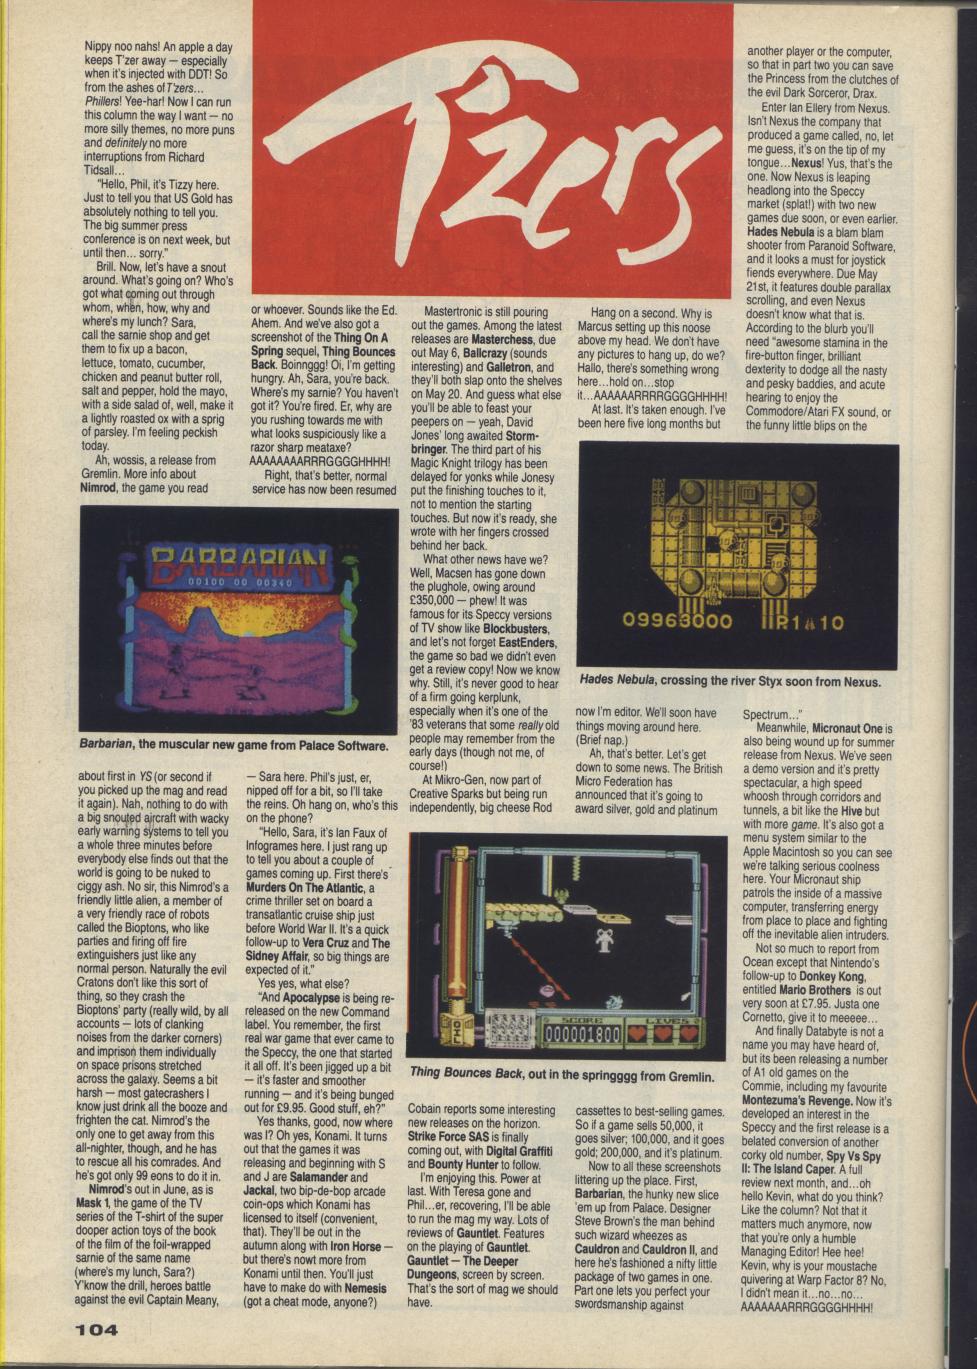 Nippy noo nahs! An apple a day
keeps T'zer away — especially
when it's injected with DDT! So
from the ashes of T'zers...
Phillers! Yee-har! Now I can run
this column the way I want — no
more silly themes, no more puns
and definitely no more
interruptions from Richard
Tidsall...
"Hello, Phil, it's Tizzy here.
Just to tell you that US Gold has
absolutely nothing to tell you.
The big summer press
conference is on next week, but
until then... sorry."
Brill. Now, let's have a snout
around. What's going on? Who's
got what coming out through
whom, when, how, why and
where's my lunch? Sara,
call the sarnie shop and get
them to fix up a bacon,
lettuce, tomato, cucumber,
chicken and peanut butter roll,
salt and pepper, hold the mayo,
with a side salad of, well, make it
a lightly roasted ox with a sprig
of parsley. I'm feeling peckish
today.
Ah, wossis, a release from
Gremlin. More info about
Nimrod, the game you read
BARBARIAN
00100 00 00340
Barbarian, the muscular new game from Palace Software.
about first in YS (or second if
you picked up the mag and read
it again). Nah, nothing to do with
a big snouted aircraft with wacky
early warning systems to tell you
a whole three minutes before
everybody else finds out that the
world is going to be nuked to
ciggy ash. No sir, this Nimrod's a
friendly little alien, a member of
a very friendly race of robots
called the Bioptons, who like
parties and firing off fire
extinguishers just like any
normal person. Naturally the evil
Cratons don't like this sort of
thing, so they crash the
Bioptons' party (really wild, by all
accounts — lots of clanking
noises from the darker corners)
and imprison them individually
on space prisons stretched
across the galaxy. Seems a bit
harsh — most gatecrashers I
know just drink all the booze and
frighten the cat. Nimrod's the
only one to get away from this
all-nighter, though, and he has
to rescue all his comrades. And
he's got only 99 eons to do it in.
Nimrod's out in June, as is
Mask 1, the game of the TV
series of the T-shirt of the super
dooper action toys of the book
of the film of the foil-wrapped
sarnie of the same name
(where's my lunch, Sara?)
Y'know the drill, heroes battle
against the evil Captain Meany,
T'zers
or whoever. Sounds like the Ed.
Ahem. And we've also got a
screenshot of the Thing On A
Spring sequel, Thing Bounces
Back. Boinnggg! Oi, I'm getting
hungry. Ah, Sara, you're back.
Where's my sarnie? You haven't
got it? You're fired. Er, why are
you rushing towards me with
what looks suspiciously like a
razor sharp meataxe?
AAAAAAAARRRGGGGHHHH!
Right, that's better, normal
service has now been resumed
— Sara here. Phil's just, er,
nipped off for a bit, so I'll take
the reins. Oh hang on, who's this
on the phone?
"Hello, Sara, it's Ian Faux of
Infogrames here. I just rang up
to tell you about a couple of
games coming up. First there's
Murders On The Atlantic, a
crime thriller set on board a
transatlantic cruise ship just
before World War II. It's a quick
follow-up to Vera Cruz and The
Sidney Affair, so big things are
expected of it."
Yes yes, what else?
"And Apocalypse is being re-
released on the new Command
label. You remember, the first
real war game that ever came to
the Speccy, the one that started
it all off. It's been jigged up a bit
— it's faster and smoother
running — and it's being bunged
out for £9.95. Good stuff, eh?"
Yes thanks, good, now where
was I? Oh yes, Konami. It turns
out that the games it was
releasing and beginning with S
and J are Salamander and
Jackal, two bip-de-bop arcade
coin-ops which Konami has
licensed to itself (convenient,
that). They'll be out in the
autumn along with Iron Horse —
but there's nowt more from
Konami until then. You'll just
have to make do with Nemesis
(got a cheat mode, anyone?)
Mastertronic is still pouring
out the games. Among the latest
releases are Masterchess, due
out May 6, Ballcrazy (sounds
interesting) and Galletron, and
they'll both slap onto the shelves
on May 20. And guess what else
you'll be able to feast your
peepers on — yeah, David
Jones' long awaited Storm-
bringer. The third part of his
Magic Knight trilogy has been
delayed for yonks while Jonesy
put the finishing touches to it,
not to mention the starting
touches. But now it's ready, she
wrote with her fingers crossed
behind her back.
What other news have we?
Well, Macsen has gone down
the plughole, owing around
£350,000 — phew! It was
famous for its Speccy versions
of TV show like Blockbusters,
and let's not forget EastEnders,
the game so bad we didn't even
get a review copy! Now we know
why. Still, it's never good to hear
of a firm going kerplunk,
especially when it's one of the
'83 veterans that some really old
people may remember from the
early days (though not me, of
course!)
At Mikro-Gen, now part of
Creative Sparks but being run
independently, big cheese Rod
OIL
SCORE
LIVES
000001800
Thing Bounces Back, out in the springggg from Gremlin.
Cobain reports some interesting
new releases on the horizon.
Strike Force SAS is finally
coming out, with Digital Graffiti
and Bounty Hunter to follow.
I'm enjoying this. Power at
last. With Teresa gone and
Phil...er, recovering, I'll be able
to run the mag my way. Lots of
reviews of Gauntlet. Features
on the playing of Gauntlet.
Gauntlet — The Deeper
Dungeons, screen by screen.
That's the sort of mag we should
have.
Hang on a second. Why is
Marcus setting up this noose
above my head. We don't have
any pictures to hang up, do we?
Hallo, there's something wrong
here...hold on...stop
it...AAAAAARRRRGGGGHHHH!
At last. It's taken enough. I've
been here five long months but
09963000 R1 10
Hades Nebula, crossing the river Styx soon from Nexus.
now I'm editor. We'll soon have
things moving around here.
(Brief nap.)
Ah, that's better. Let's get
down to some news. The British
Micro Federation has
announced that it's going to
award silver, gold and platinum
cassettes to best-selling games.
So if a game sells 50,000, it
goes silver; 100,000, and it goes
gold; 200,000, and it's platinum.
Now to all these screenshots
littering up the place. First,
Barbarian, the hunky new slice
'em up from Palace. Designer
Steve Brown's the man behind
such wizard wheezes as
Cauldron and Cauldron II, and
here he's fashioned a nifty little
package of two games in one.
Part one lets you perfect your
swordsmanship against
another player or the computer,
so that in part two you can save
the Princess from the clutches of
the evil Dark Sorceror, Drax.
Enter Ian Ellery from Nexus.
Isn't Nexus the company that
produced a game called, no, let
me guess, it's on the tip of my
tongue...Nexus! Yus, that's the
one. Now Nexus is leaping
headlong into the Speccy
market (splat!) with two new
games due soon, or even earlier.
Hades Nebula is a blam blam
shooter from Paranoid Software,
and it looks a must for joystick
fiends everywhere. Due May
21st, it features double parallax
scrolling, and even Nexus
doesn't know what that is.
According to the blurb you'll
need "awesome stamina in the
fire-button finger, brilliant
dexterity to dodge all the nasty
and pesky baddies, and acute
hearing to enjoy the
Commodore/Atari FX sound, or
the funny little blips on the
Spectrum..."
Meanwhile, Micronaut One is
also being wound up for summer
release from Nexus. We've seen
a demo version and it's pretty
spectacular, a high speed
whoosh through corridors and
tunnels, a bit like the Hive but
with more game. It's also got a
menu system similar to the
Apple Macintosh so you can see
we're talking serious coolness
here. Your Micronaut ship
patrols the inside of a massive
computer, transferring energy
from place to place and fighting
off the inevitable alien intruders.
Not so much to report from
Ocean except that Nintendo's
follow-up to Donkey Kong,
entitled Mario Brothers is out
very soon at £7.95. Justa one
Cornetto, give it to meeeee...
And finally Databyte is not a
name you may have heard of,
but its been releasing a number
of A1 old games on the
Commie, including my favourite
Montezuma's Revenge. Now it's
developed an interest in the
Speccy and the first release is a
belated conversion of another
corky old number, Spy Vs Spy
II: The Island Caper. A full
review next month, and...oh
hello Kevin, what do you think?
Like the column? Not that it
matters much anymore, now
that you're only a humble
Managing Editor! Hee hee!
Kevin, why is your moustache
quivering at Warp Factor 8? No,
I didn't mean it...no...no...
AAAAAAARRRGGGGHHHH!
104